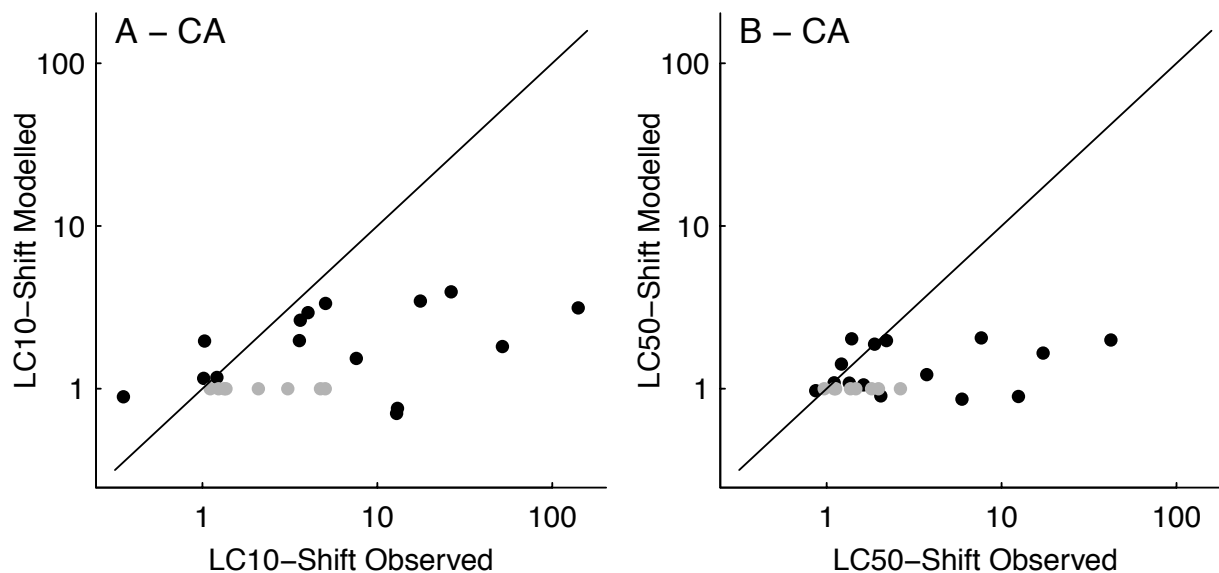 A – CA
LC10–Shift Modelled
100
10
1
1
10
100
LC10–Shift Observed
B – CA
LC50–Shift Modelled
100
10
1
1
10
100
LC50–Shift Observed